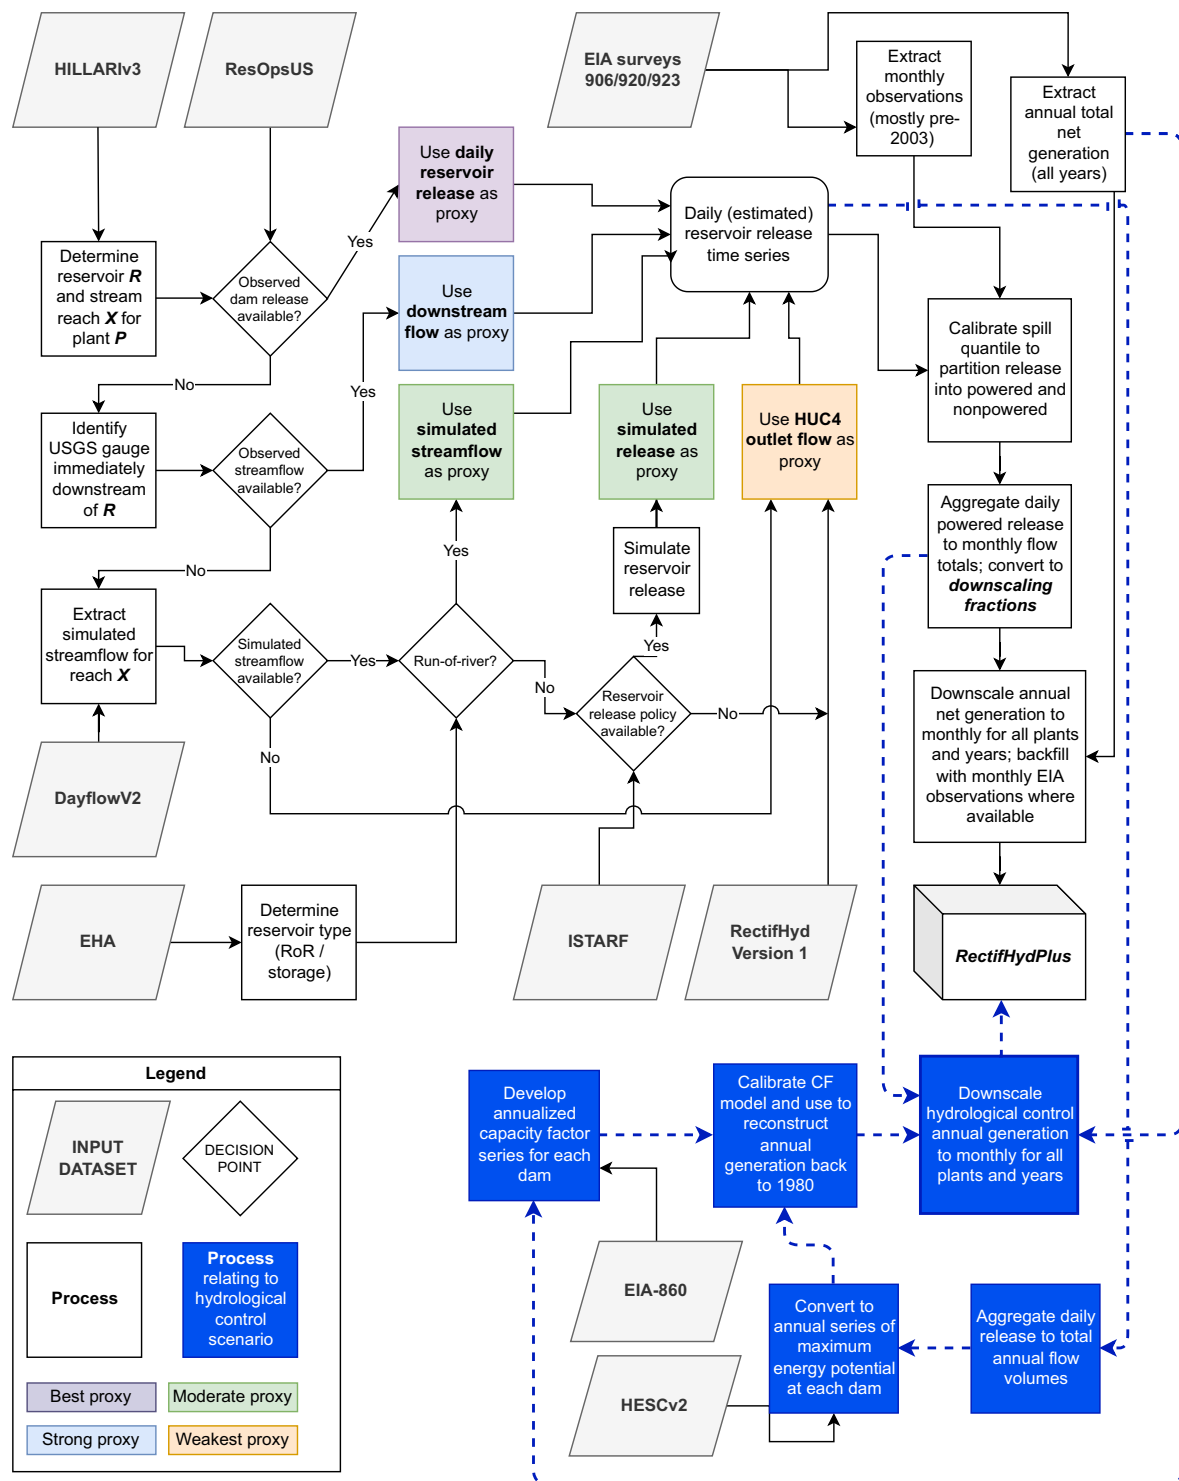 HILLARIv3
ResOpsUS
EIA surveys
906/920/923
Extract
monthly
observations
(mostly pre-
2003)
Extract
annual total
net
generation
(all years)
Use daily
reservoir
release as
proxy
Daily (estimated)
reservoir release
time series
Yes
Determine
reservoir R
and stream
reach X for
plant P
Observed
dam release
available?
Use
downstream
flow as proxy
Calibrate spill
quantile to
partition release
into powered and
nonpowered
No
Yes
Identify
USGS gauge
immediately
downstream
of R
Observed
streamflow
available?
Use
simulated
streamflow
as proxy
Use
simulated
release as
proxy
Use HUC4
outlet flow as
proxy
Aggregate daily
powered release
to monthly flow
totals; convert to
downscaling
fractions
No
Yes
Simulate
reservoir
release
Extract
simulated
streamflow for
reach X
Simulated
streamflow
available?
Yes
Run-of-river?
No
Yes
Reservoir
release policy
available?
No
Downscale annual
net generation to
monthly for all plants
and years; backfill
with monthly EIA
observations where
available
No
DayflowV2
EHA
Determine
reservoir type
(RoR /
storage)
ISTARF
RectifHyd
Version 1
RectifHydPlus
Legend
INPUT
DATASET
DECISION
POINT
Process
Process
relating to
hydrological
control
scenario
Best proxy
Moderate proxy
Strong proxy
Weakest proxy
Develop
annualized
capacity factor
series for each
dam
Calibrate CF
model and use to
reconstruct
annual
generation back
to 1980
Downscale
hydrological control
annual generation
to monthly for all
plants and years
EIA-860
Convert to
annual series of
maximum
energy potential
at each dam
Aggregate daily
release to total
annual flow
volumes
HESCv2